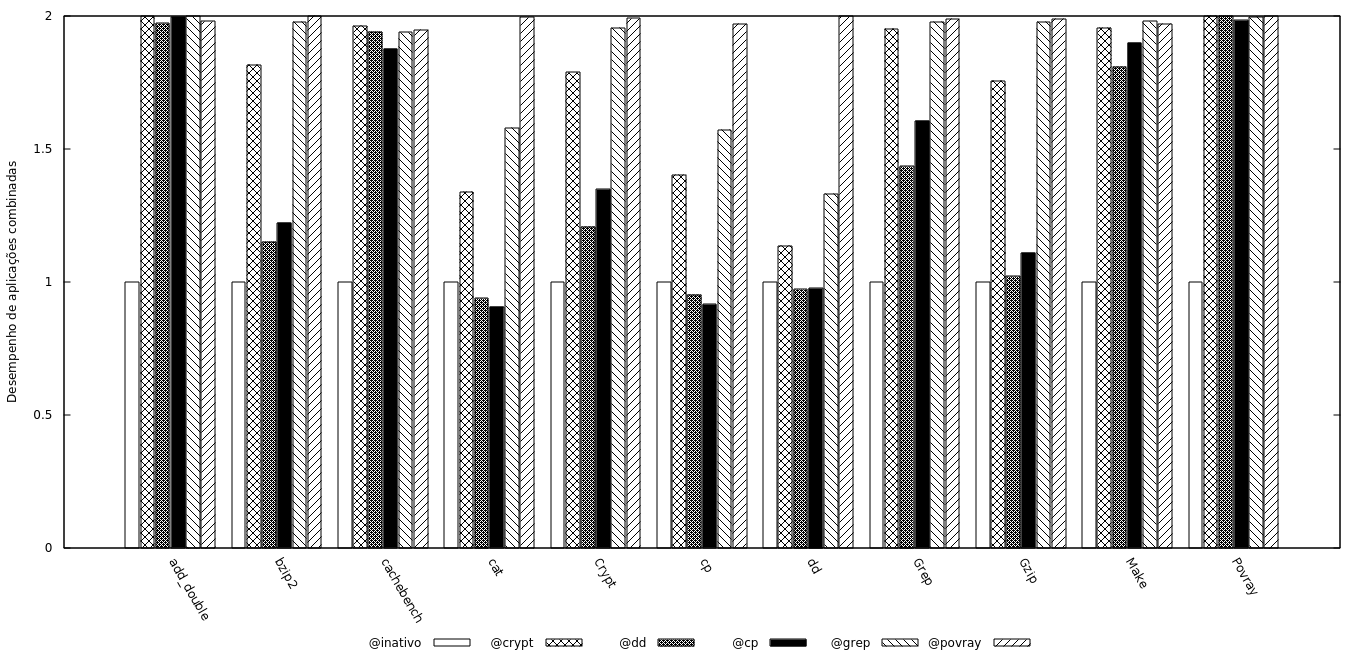 Desempenho de aplicações combinadas
2
1.5
1
0.5
0
add_double
bzip2
cachebench
cat
Crypt
cp
dd
Grep
Gzip
Make
Povray
@inativo @crypt @dd @cp @grep @povray